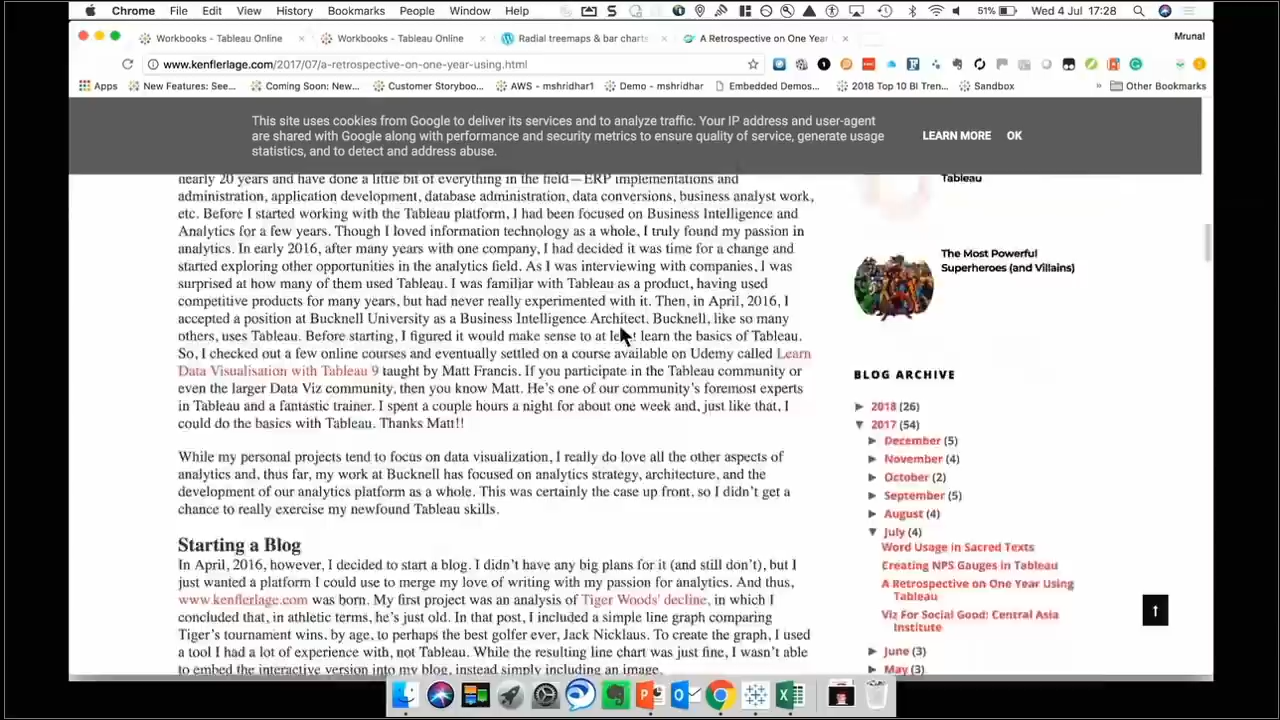 Chrome File Edit View History Bookmarks People Window Help 51% Wed 4 Jul 17:28
Workbooks - Tableau Online Workbooks - Tableau Online Radial treemaps & bar charts A Retrospective on One Year Mrunal
www.kenflerlage.com/2017/07/a-retrospective-on-one-year-using.html
Apps New Features: See... Coming Soon: New... Customer Storyboo... AWS - mshridhar1 Demo - mshridhar Embedded Demos... 2018 Top 10 BI Tren... Sandbox » Other Bookmarks
This site uses cookies from Google to deliver its services and to analyze traffic. Your IP address and user-agent
are shared with Google along with performance and security metrics to ensure quality of service, generate usage
statistics, and to detect and address abuse.
LEARN MORE OK
nearly 20 years and have done a little bit of everything in the field—ERP implementations and
administration, application development, database administration, data conversions, business analyst work,
etc. Before I started working with the Tableau platform, I had been focused on Business Intelligence and
Analytics for a few years. Though I loved information technology as a whole, I truly found my passion in
analytics. In early 2016, after many years with one company, I had decided it was time for a change and
started exploring other opportunities in the analytics field. As I was interviewing with companies, I was
surprised at how many of them used Tableau. I was familiar with Tableau as a product, having used
competitive products for many years, but had never really experimented with it. Then, in April, 2016, I
accepted a position at Bucknell University as a Business Intelligence Architect. Bucknell, like so many
others, uses Tableau. Before starting, I figured it would make sense to at least learn the basics of Tableau.
So, I checked out a few online courses and eventually settled on a course available on Udemy called Learn
Data Visualisation with Tableau 9 taught by Matt Francis. If you participate in the Tableau community or
even the larger Data Viz community, then you know Matt. He's one of our community's foremost experts
in Tableau and a fantastic trainer. I spent a couple hours a night for about one week and, just like that, I
could do the basics with Tableau. Thanks Matt!!
While my personal projects tend to focus on data visualization, I really do love all the other aspects of
analytics and, thus far, my work at Bucknell has focused on analytics strategy, architecture, and the
development of our analytics platform as a whole. This was certainly the case up front, so I didn't get a
chance to really exercise my newfound Tableau skills.
Starting a Blog
In April, 2016, however, I decided to start a blog. I didn't have any big plans for it (and still don't), but I
just wanted a platform I could use to merge my love of writing with my passion for analytics. And thus,
www.kenflerlage.com was born. My first project was an analysis of Tiger Woods' decline, in which I
concluded that, in athletic terms, he's just old. In that post, I included a simple line graph comparing
Tiger's tournament wins, by age, to perhaps the best golfer ever, Jack Nicklaus. To create the graph, I used
a tool I had a lot of experience with, not Tableau. While the resulting line chart was just fine, I wasn't able
to embed the interactive version into my blog, instead simply including an image.
Tableau
The Most Powerful
Superheroes (and Villains)
BLOG ARCHIVE
► 2018 (26)
▼ 2017 (54)
► December (5)
► November (4)
► October (2)
► September (5)
► August (4)
▼ July (4)
Word Usage in Sacred Texts
Creating NPS Gauges in Tableau
A Retrospective on One Year Using
Tableau
Viz For Social Good: Central Asia
Institute
► June (3)
► May (3)